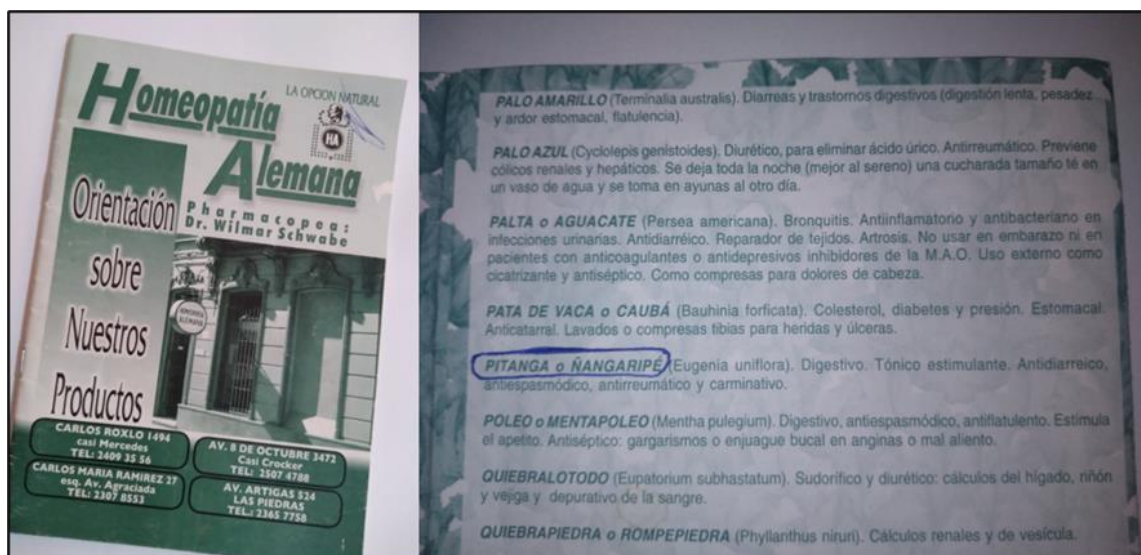 LA OPCION NATURAL
Homeopatía
Alemana
HA
Pharmacopea:
Dr. Wilmar Schwabe
Orientación
sobre
Nuestros
Productos
HOMEOPATIA
ALEMANA
CARLOS ROXLO 1494
casi Mercedes
TEL: 2409 35 56
AV. 8 DE OCTUBRE 3472
Casi Crocker
TEL: 2507 4788
CARLOS MARIA RAMIREZ 27
esq. Av. Agraciada
TEL: 2307 8553
AV. ARTIGAS 524
LAS PIEDRAS
TEL.: 2365 7758
PALO AMARILLO (Terminalia australis). Diarreas y trastornos digestivos (digestión lenta, pesadez
y ardor estomacal, flatulencia).
PALO AZUL (Cyclolepis genistoides). Diurético, para eliminar ácido úrico. Antirreumático. Previene
cólicos renales y hepáticos. Se deja toda la noche (mejor al sereno) una cucharada tamaño té en
un vaso de agua y se toma en ayunas al otro día.
PALTA o AGUACATE (Persea americana). Bronquitis. Antiinflamatorio y antibacteriano en
infecciones urinarias. Antidiarréico. Reparador de tejidos. Artrosis. No usar en embarazo ni en
pacientes con anticoagulantes o antidepresivos inhibidores de la M.A.O. Uso externo como
cicatrizante y antiséptico. Como compresas para dolores de cabeza.
PATA DE VACA o CAUBÁ (Bauhinia forficata). Colesterol, diabetes y presión. Estomacal.
Anticatarral. Lavados o compresas tibias para heridas y úlceras.
PITANGA o ÑANGARIPÉ (Eugenia uniflora). Digestivo. Tónico estimulante. Antidiarreico,
antiespasmódico, antirreumático y carminativo.
POLEO o MENTAPOLEO (Mentha pulegium). Digestivo, antiespasmódico, antiflatulento. Estimula
el apetito. Antiséptico: gargarismos o enjuague bucal en anginas o mal aliento.
QUIEBRALOTODO (Eupatorium subhastatum). Sudorífico y diurético: cálculos del hígado, riñón
y vejiga y depurativo de la sangre.
QUIEBRAPIEDRA o ROMPEPIEDRA (Phyllanthus niruri). Cálculos renales y de vesícula.